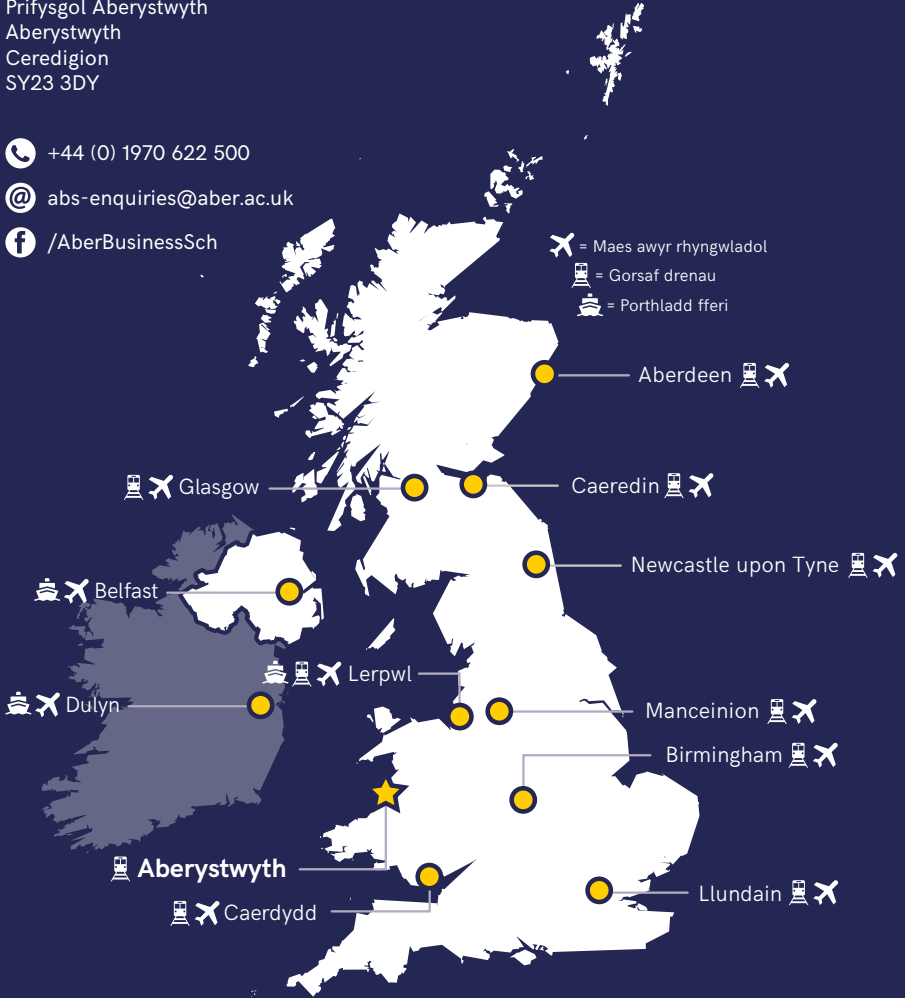 Prifysgol Aberystwyth
Aberystwyth
Ceredigion
SY23 3DY
+44 (0) 1970 622 500
abs-enquiries@aber.ac.uk
/AberBusinessSch
= Maes awyr rhyngwladol
= Gorsaf drenau
= Porthladd fferi
Aberdeen
Glasgow
Caeredin
Newcastle upon Tyne
Belfast
Lerpwl
Dulyn
Manceinion
Birmingham
Aberystwyth
Llundain
Caerdydd